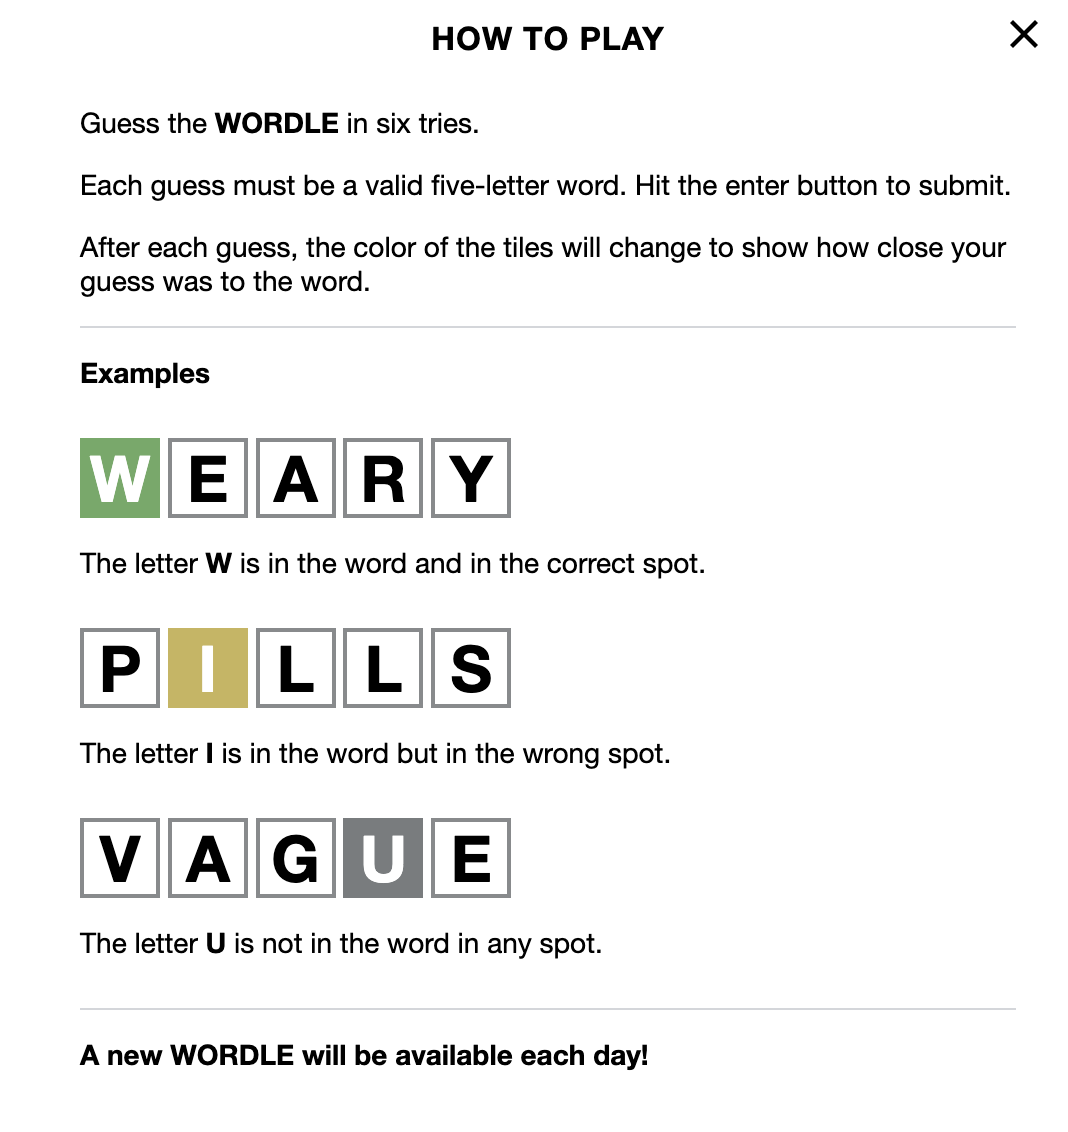 HOW TO PLAY
Guess the WORDLE in six tries.
Each guess must be a valid five-letter word. Hit the enter button to submit.
After each guess, the color of the tiles will change to show how close your
guess was to the word.
Examples
WEARY
The letter W is in the word and in the correct spot.
PILLS
The letter I is in the word but in the wrong spot.
VAGUE
The letter U is not in the word in any spot.
A new WORDLE will be available each day!